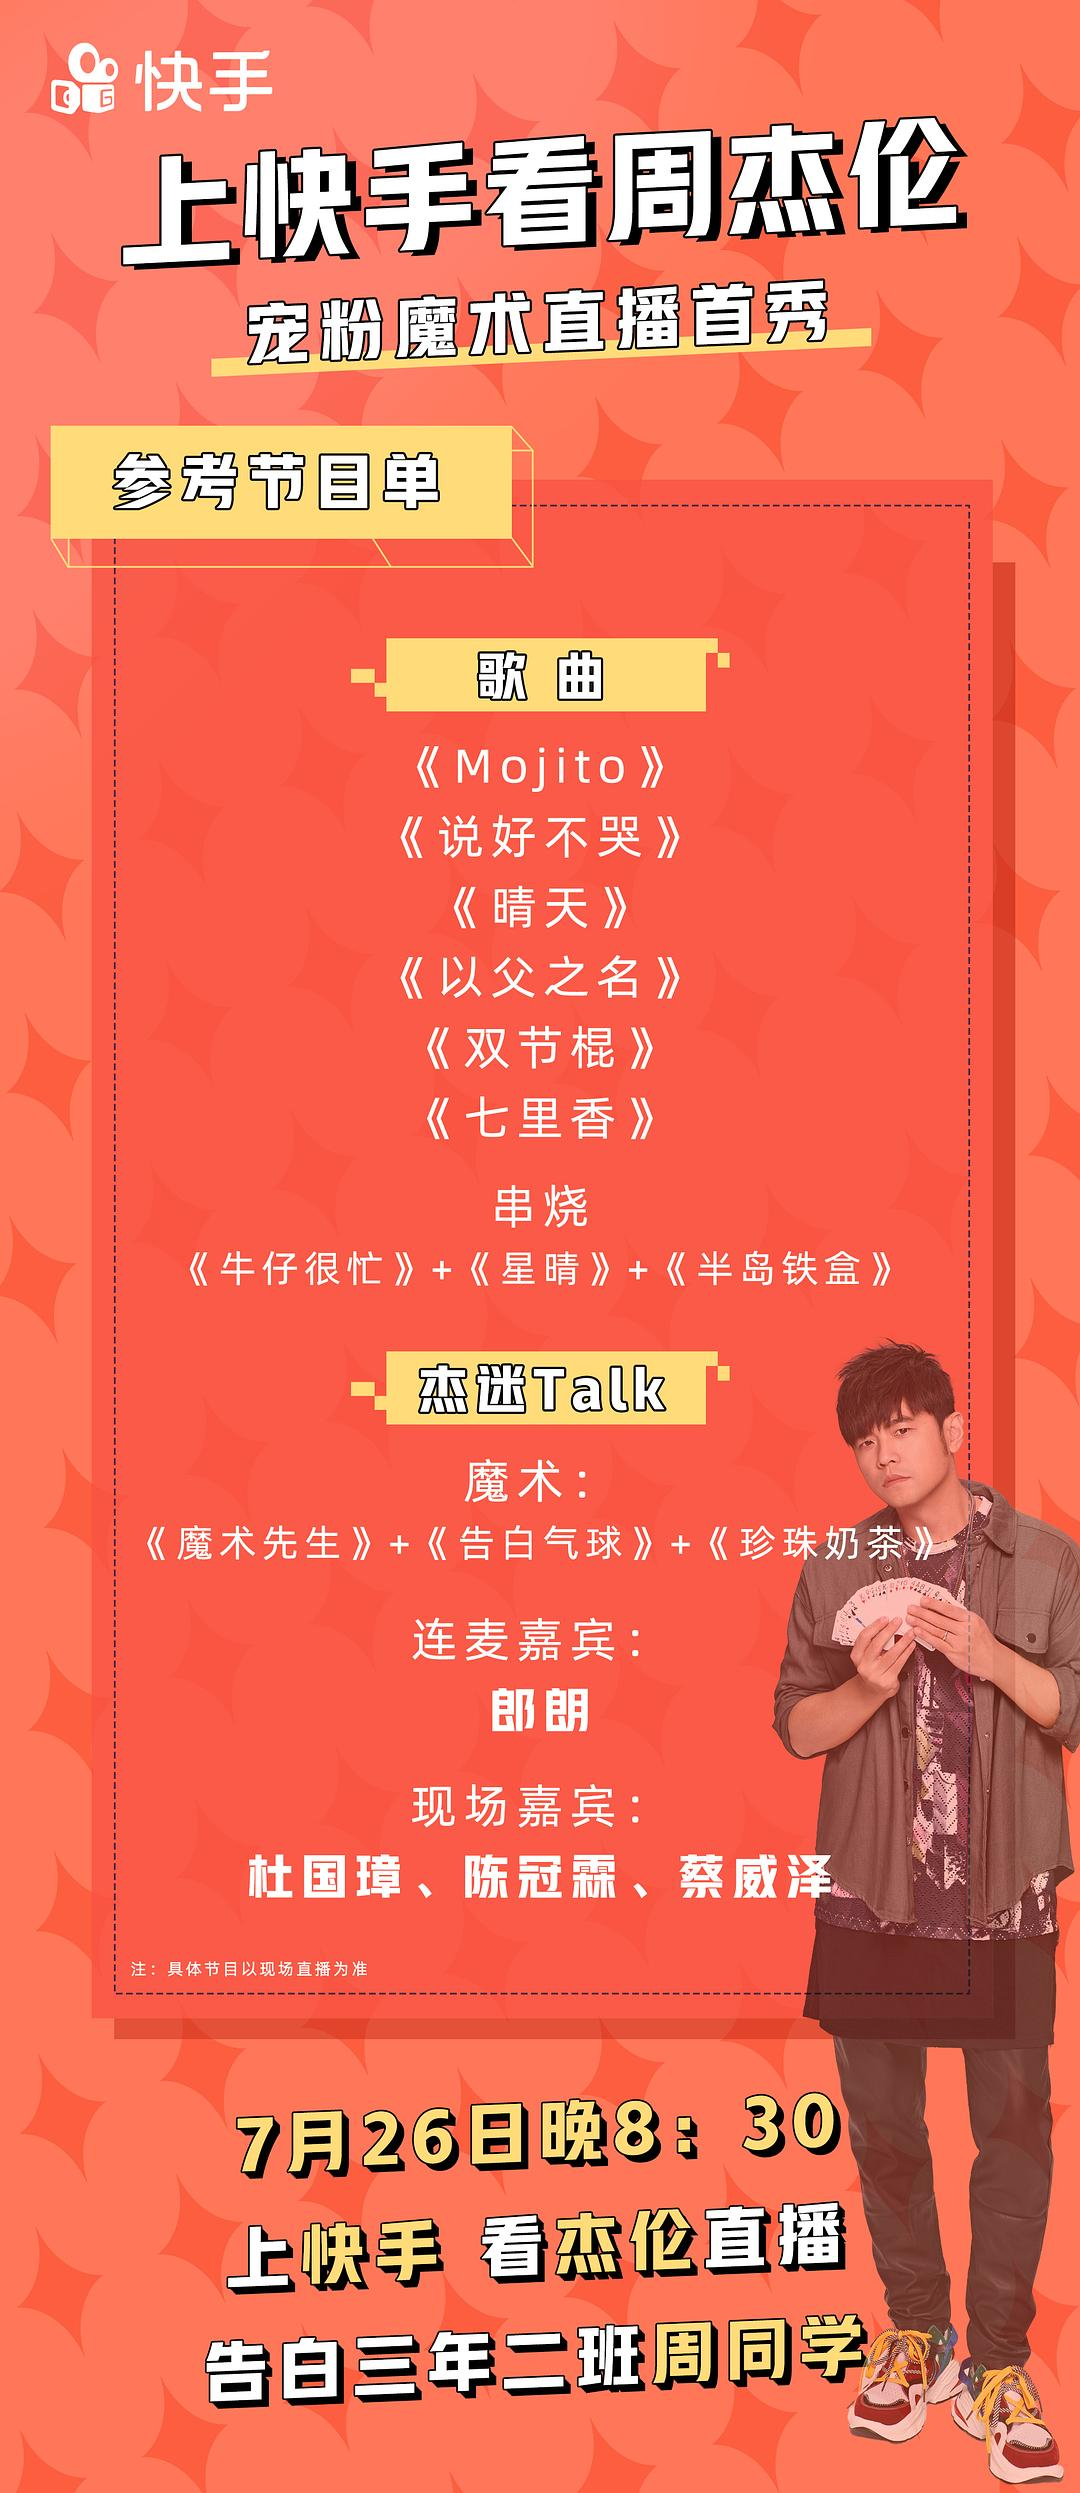 快手
上快手看周杰伦
宠粉魔术直播首秀
参考节目单
歌曲
《Mojito》
《说好不哭》
《晴天》
《以父之名》
《双节棍》
《七里香》
串烧
《牛仔很忙》+《星晴》+《半岛铁盒》
杰迷Talk
魔术：
《魔术先生》+《告白气球》+《珍珠奶茶》
连麦嘉宾：
郎朗
现场嘉宾：
杜国璋、陈冠霖、蔡威泽
注：具体节目以现场直播为准
7月26日晚8：30
上快手 看杰伦直播
告白三年二班周同学